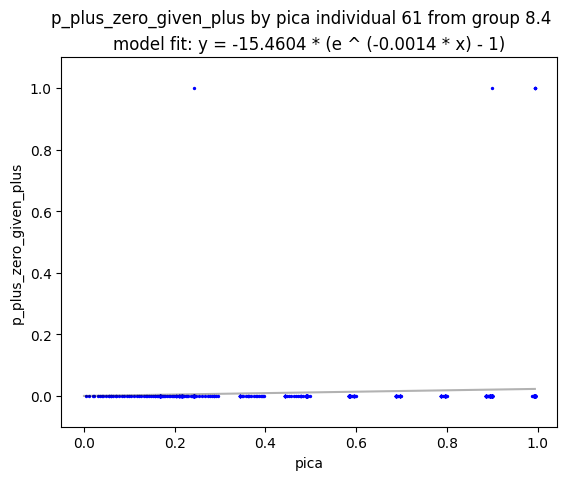 p_plus_zero_given_plus by pica individual 61 from group 8.4
model fit: y = -15.4604 * (e ^ (-0.0014 * x) - 1)
1.0
0.8
0.6
0.4
0.2
0.0
p_plus_zero_given_plus
0.0 0.2 0.4 0.6 0.8 1.0
pica